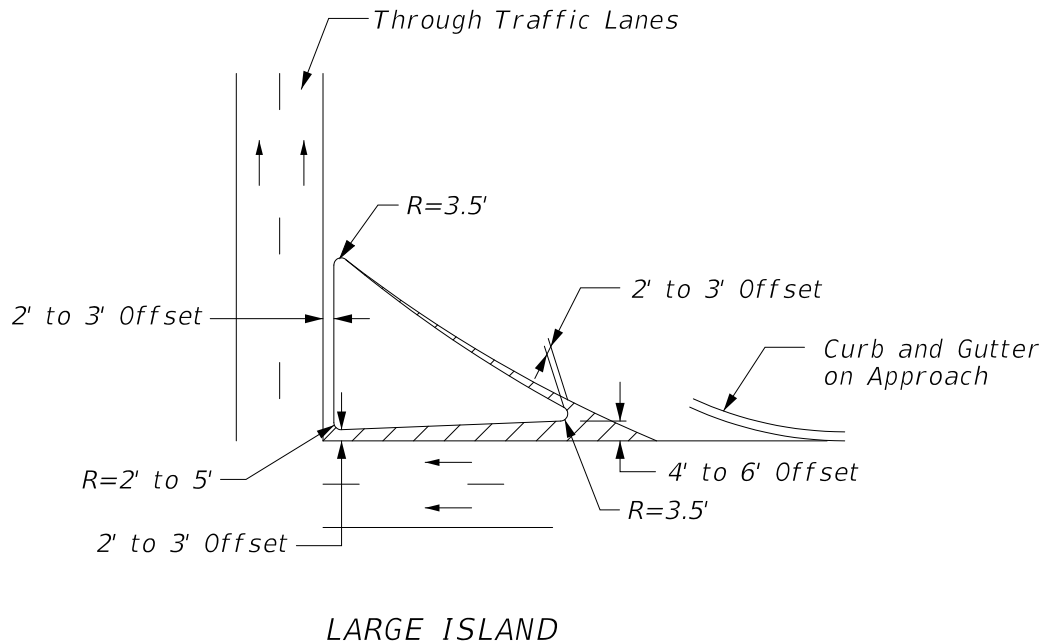 Through Traffic Lanes
R=3.5'
2' to 3' Offset
2' to 3' Offset
Curb and Gutter
on Approach
4' to 6' Offset
R=2' to 5'
R=3.5'
2' to 3' Offset
LARGE ISLAND